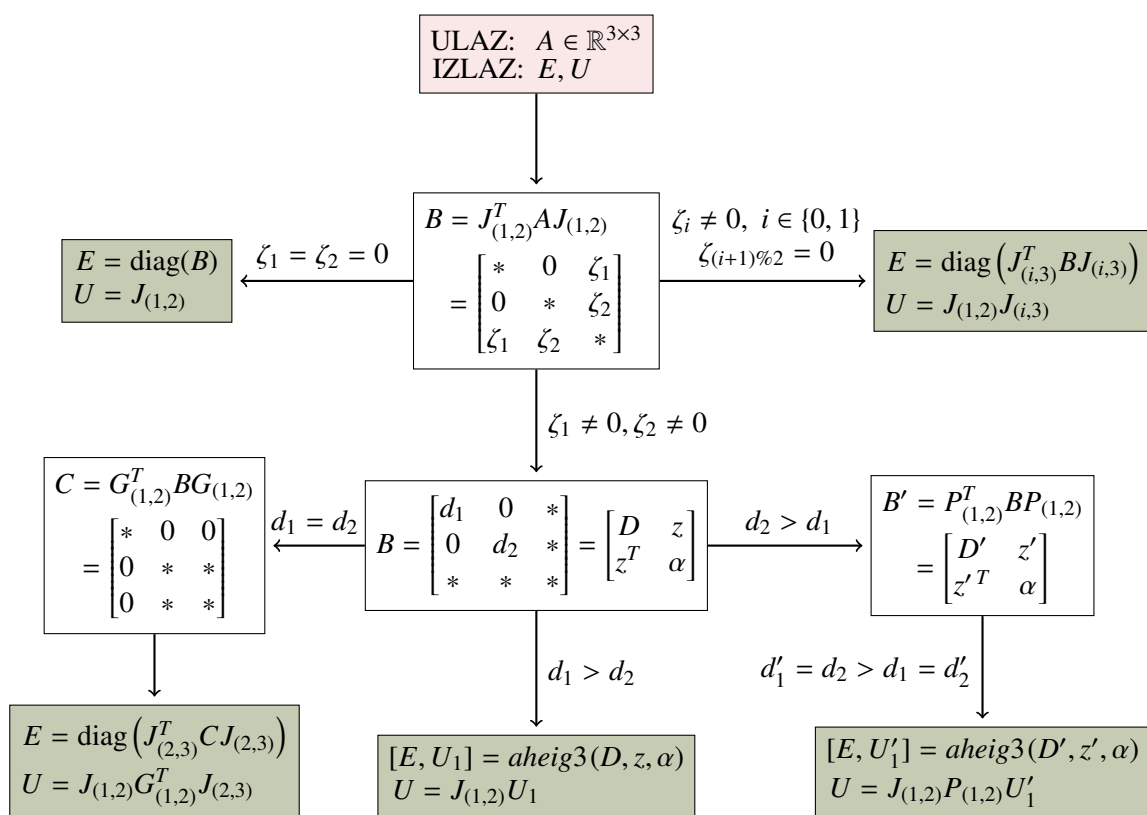 ULAZ: A ∈ ℝ^{3×3}
IZLAZ: E, U
B = J^T_{(1,2)} A J_{(1,2)}
= [* 0 ζ_1
0 * ζ_2
ζ_1 ζ_2 *]
ζ_1 = ζ_2 = 0
E = diag(B)
U = J_{(1,2)}
ζ_i ≠ 0, i ∈ {0, 1}
ζ_{(i+1)%2} = 0
E = diag(J^T_{(i,3)} B J_{(i,3)})
U = J_{(1,2)} J_{(i,3)}
ζ_1 ≠ 0, ζ_2 ≠ 0
C = G^T_{(1,2)} B G_{(1,2)}
= [* 0 0
0 * *
0 * *]
d_1 = d_2
B = [d_1 0 *
0 d_2 *
* * *] = [D z
z^T α]
d_2 > d_1
B′ = P^T_{(1,2)} B P_{(1,2)}
= [D′ z′
z′^T α]
d_1 > d_2
d′_1 = d_2 > d_1 = d′_2
E = diag(J^T_{(2,3)} C J_{(2,3)})
U = J_{(1,2)} G^T_{(1,2)} J_{(2,3)}
[E, U_1] = aheig3(D, z, α)
U = J_{(1,2)} U_1
[E, U′_1] = aheig3(D′, z′, α)
U = J_{(1,2)} P_{(1,2)} U′_1